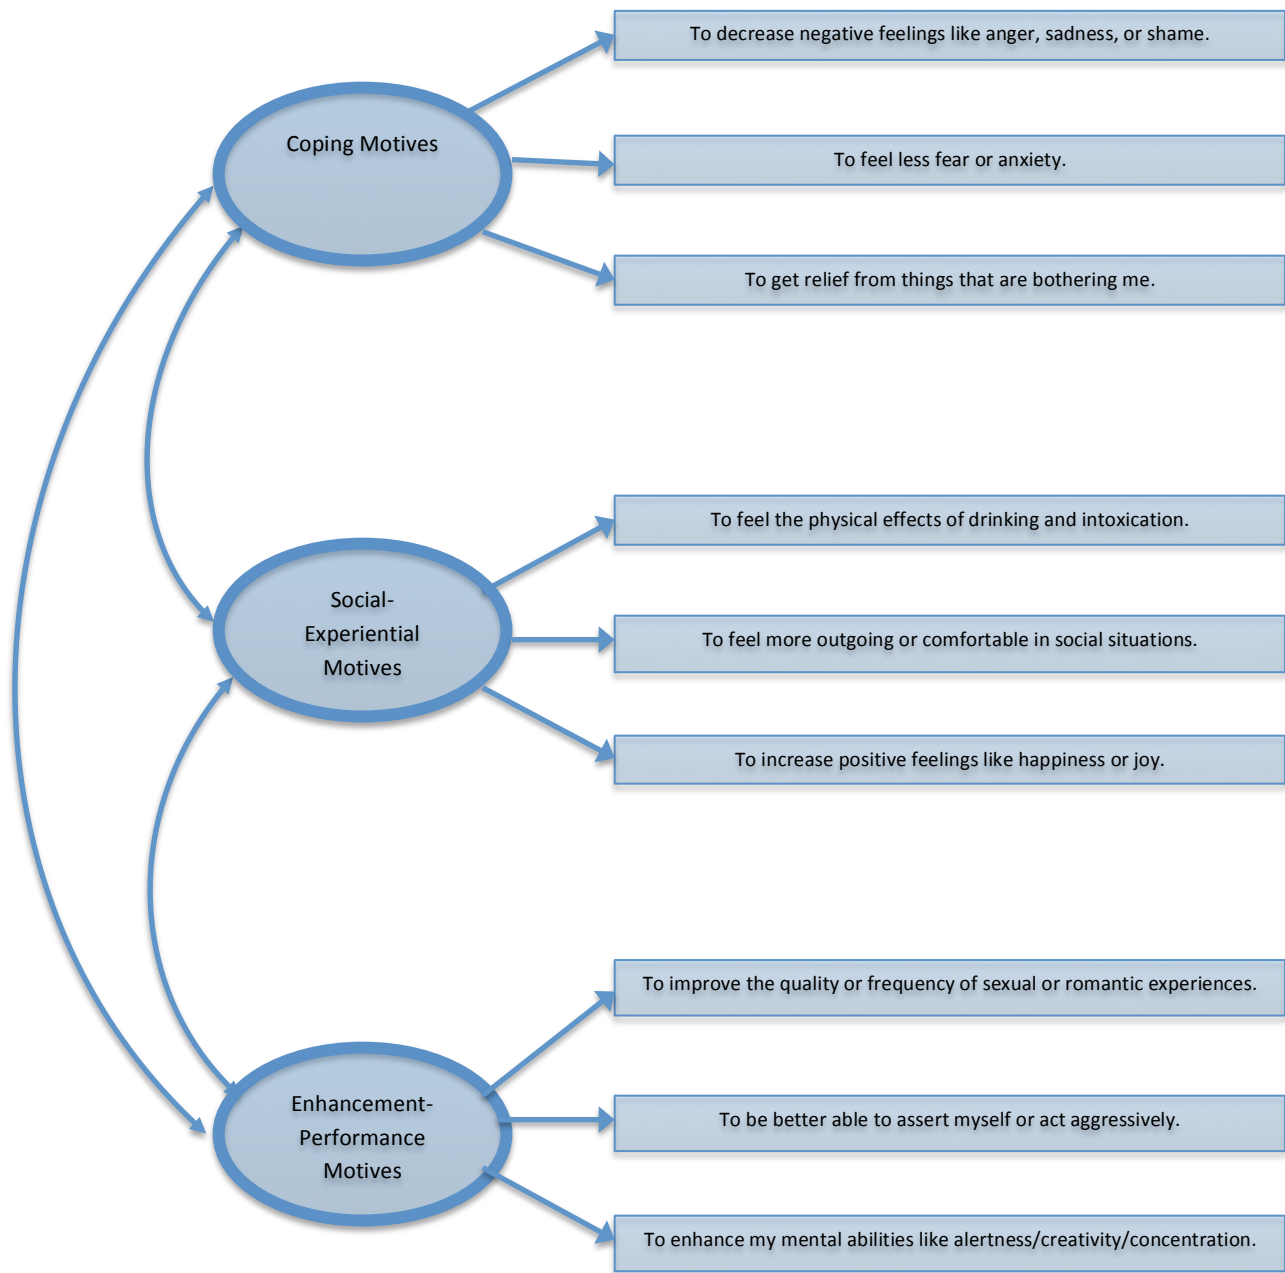 To decrease negative feelings like anger, sadness, or shame.
Coping Motives
To feel less fear or anxiety.
To get relief from things that are bothering me.
To feel the physical effects of drinking and intoxication.
Social-
Experiential
Motives
To feel more outgoing or comfortable in social situations.
To increase positive feelings like happiness or joy.
To improve the quality or frequency of sexual or romantic experiences.
Enhancement-
Performance
Motives
To be better able to assert myself or act aggressively.
To enhance my mental abilities like alertness/creativity/concentration.